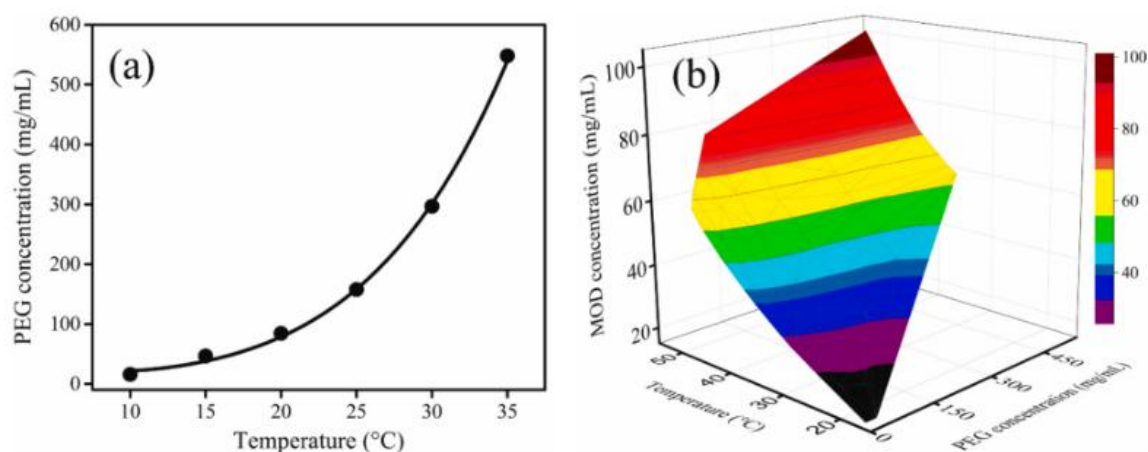 (a)
PEG concentration (mg/mL)
600
500
400
300
200
100
0
10 15 20 25 30 35
Temperature (°C)
(b)
MOD concentration (mg/mL)
100
80
60
40
20
50 40 30 20
Temperature (°C)
0 150 300 450
PEG concentration (mg/mL)
100
80
60
40